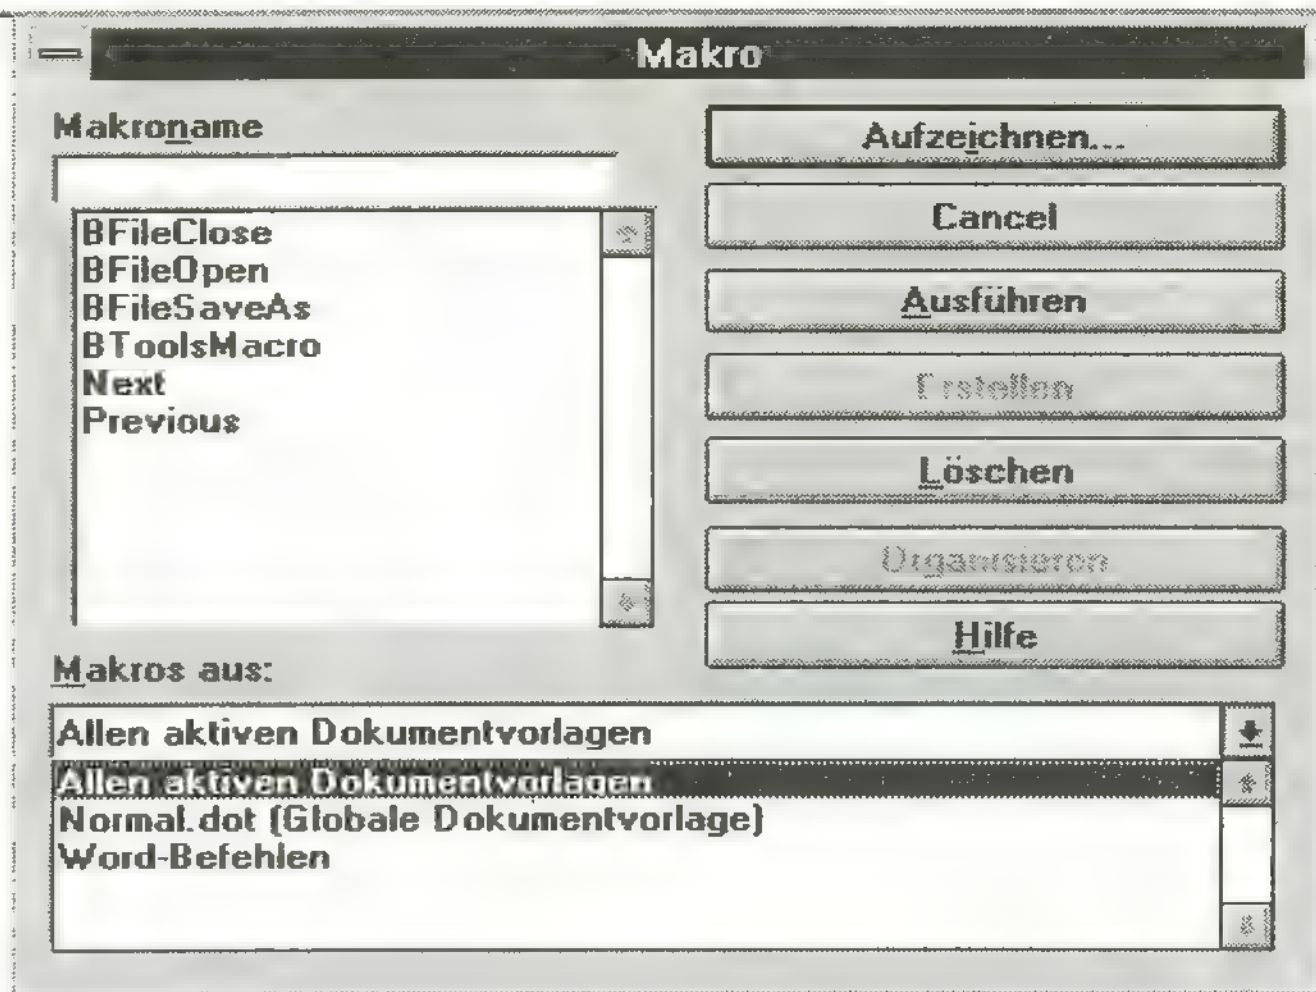 Makro
Makroname
BFileClose
BFileOpen
BFileSaveAs
BToolsMacro
Next
Previous
Aufzeichnen...
Cancel
Ausführen
Erstellen
Löschen
Organisieren
Hilfe
Makros aus:
Allen aktiven Dokumentvorlagen
Allen aktiven Dokumentvorlagen
Normal.dot (Globale Dokumentvorlage)
Word-Befehlen